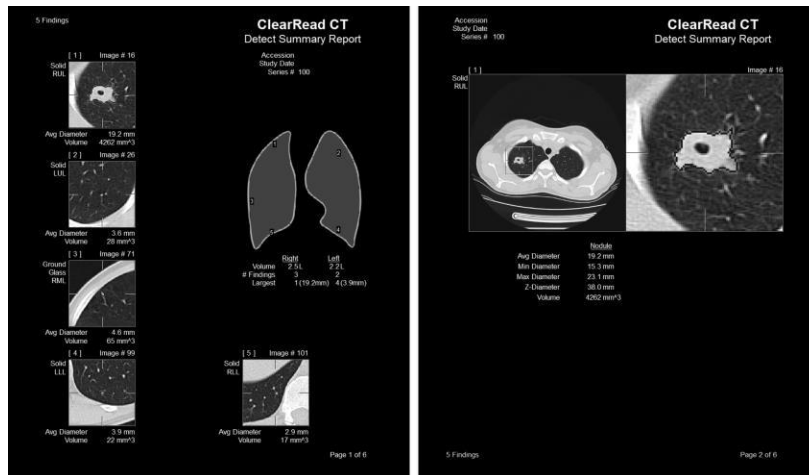 5 Findings
ClearRead CT
Detect Summary Report
Accession
Study Date
Series # 100
[ 1 ] Image # 16
Solid
RUL
Avg Diameter 19.2 mm
Volume 4262 mm^3
[ 2 ] Image # 26
Solid
LUL
Avg Diameter 3.6 mm
Volume 28 mm^3
[ 3 ] Image # 71
Ground
Glass
RML
Avg Diameter 4.6 mm
Volume 65 mm^3
[ 4 ] Image # 99
Solid
LLL
Avg Diameter 3.9 mm
Volume 22 mm^3
1
2
3
4
5
Right Left
Volume 2.5 L 2.2 L
# Findings 3 2
Largest 1 (19.2mm) 4 (3.9mm)
[ 5 ] Image # 101
Solid
RLL
Avg Diameter 2.9 mm
Volume 17 mm^3
Page 1 of 6
Accession
Study Date
Series # 100
ClearRead CT
Detect Summary Report
[ 1 ] Image # 16
Solid
RUL
Nodule
Avg Diameter 19.2 mm
Min Diameter 15.3 mm
Max Diameter 23.1 mm
Z-Diameter 38.0 mm
Volume 4262 mm^3
5 Findings
Page 2 of 6